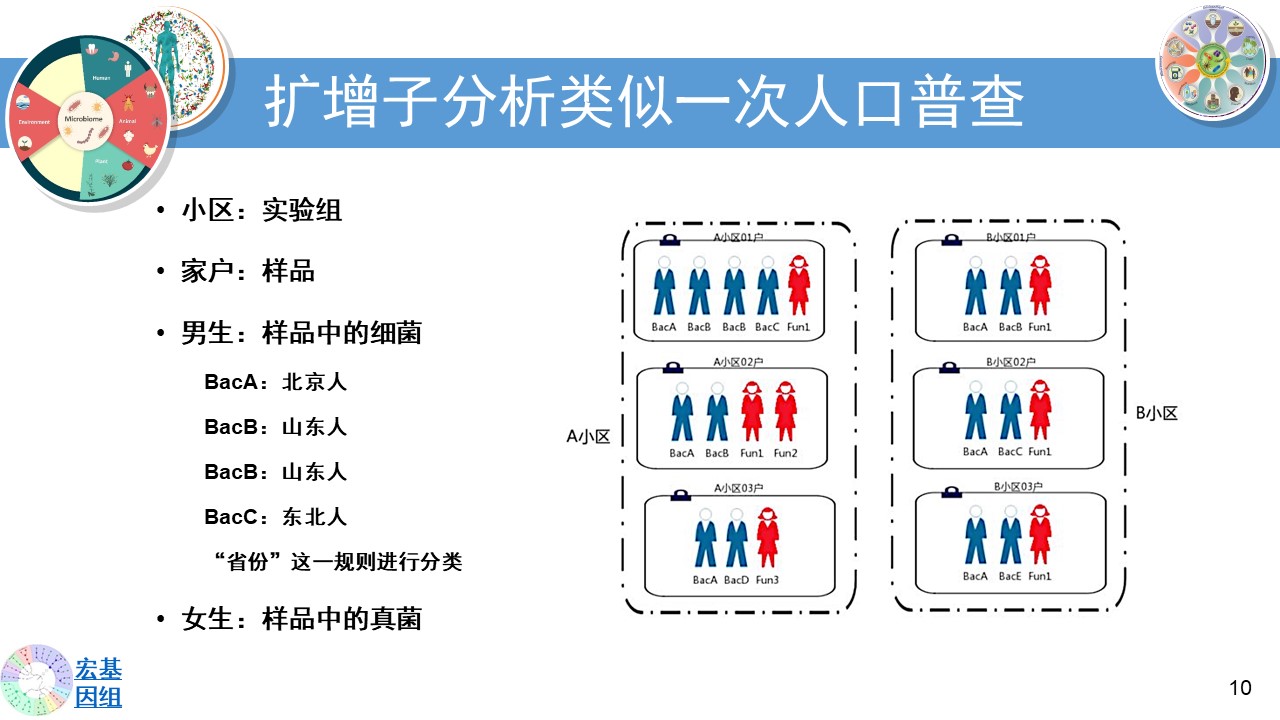 扩增子分析类似一次人口普查
Human
Environment
Microbiome
Animal
Plant
• 小区：实验组
• 家户：样品
• 男生：样品中的细菌
BacA：北京人
BacB：山东人
BacB：山东人
BacC：东北人
“省份”这一规则进行分类
• 女生：样品中的真菌
A小区
A小区01户
BacA BacB BacB BacC Fun1
A小区02户
BacA BacB Fun1 Fun2
A小区03户
BacA BacD Fun3
B小区01户
BacA BacB Fun1
B小区02户
BacA BacC Fun1
B小区03户
BacA BacE Fun1
B小区
宏基
因组
10